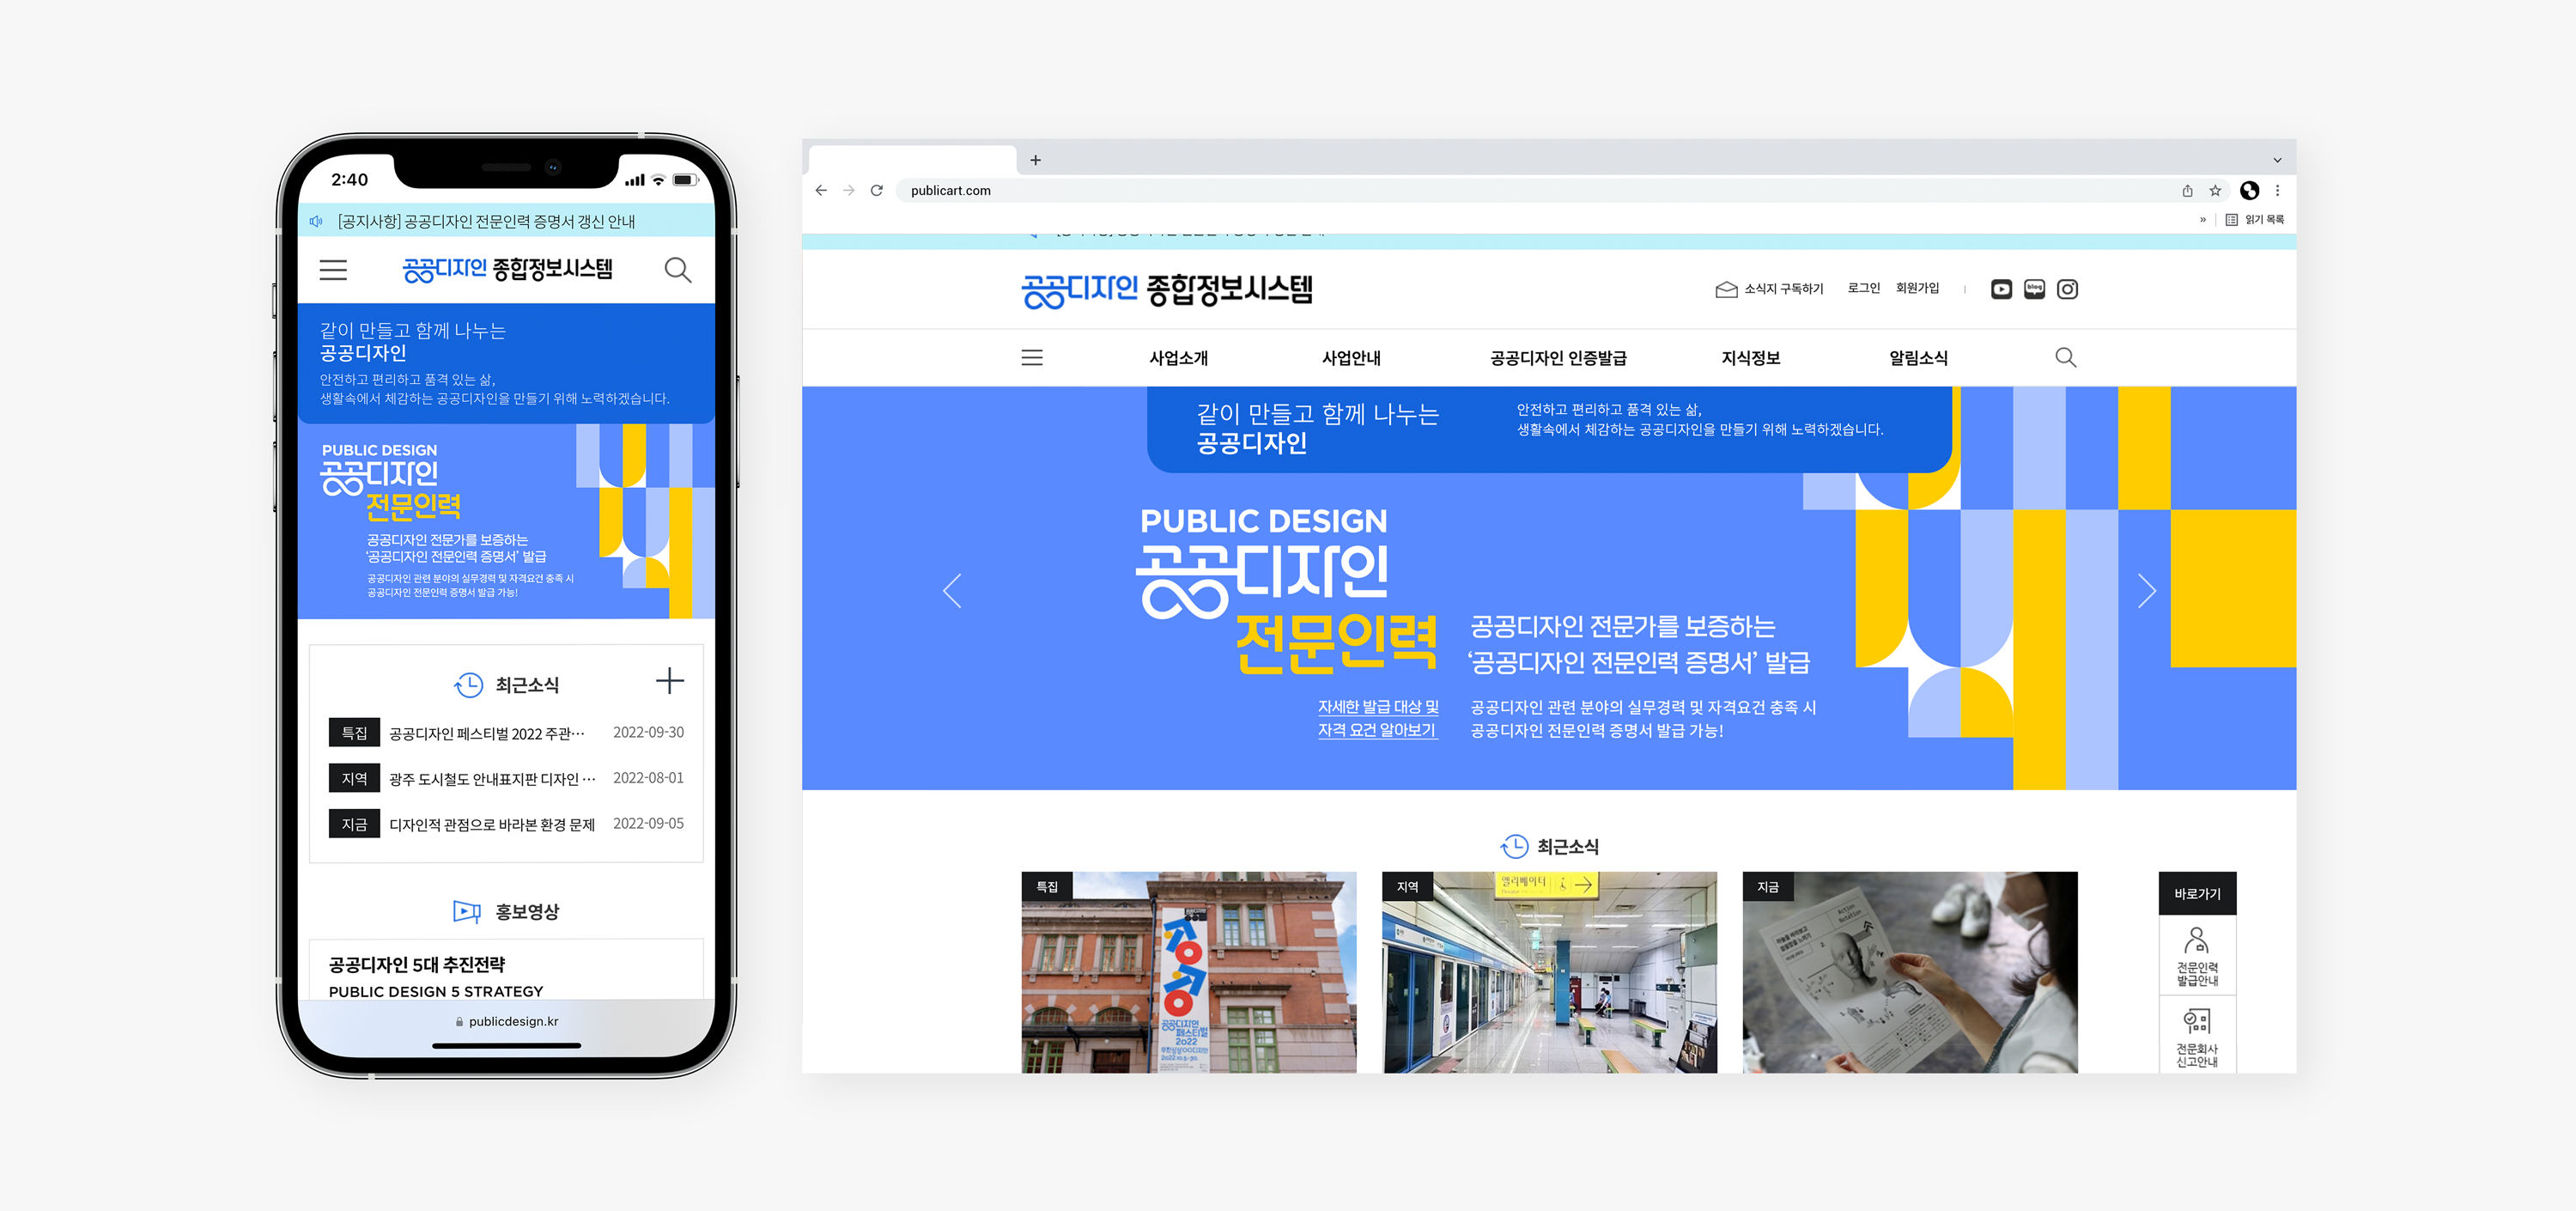 2:40
[공지사항] 공공디자인 전문인력 증명서 갱신 안내
공공디자인 종합정보시스템
같이 만들고 함께 나누는
공공디자인
안전하고 편리하고 품격 있는 삶,
생활속에서 체감하는 공공디자인을 만들기 위해 노력하겠습니다.
PUBLIC DESIGN
공공디자인
전문인력
공공디자인 전문가를 보증하는
‘공공디자인 전문인력 증명서’ 발급
공공디자인 관련 분야의 실무경력 및 자격요건 충족 시
공공디자인 전문인력 증명서 발급 가능!
최근소식
특집 공공디자인 페스티벌 2022 주관… 2022-09-30
지역 광주 도시철도 안내표지판 디자인 … 2022-08-01
지금 디자인적 관점으로 바라본 환경 문제 2022-09-05
홍보영상
공공디자인 5대 추진전략
PUBLIC DESIGN 5 STRATEGY
publicdesign.kr
publicart.com
» 읽기 목록
공공디자인 종합정보시스템
소식지 구독하기 로그인 회원가입
blog
사업소개 사업안내 공공디자인 인증발급 지식정보 알림소식
같이 만들고 함께 나누는
공공디자인
안전하고 편리하고 품격 있는 삶,
생활속에서 체감하는 공공디자인을 만들기 위해 노력하겠습니다.
PUBLIC DESIGN
공공디자인
전문인력
공공디자인 전문가를 보증하는
‘공공디자인 전문인력 증명서’ 발급
자세한 발급 대상 및
자격 요건 알아보기
공공디자인 관련 분야의 실무경력 및 자격요건 충족 시
공공디자인 전문인력 증명서 발급 가능!
최근소식
특집
공공디자인
페스티벌
2022
지역
엘리베이터
지금
Action
Notation
바로가기
전문인력
발급안내
전문회사
신고안내